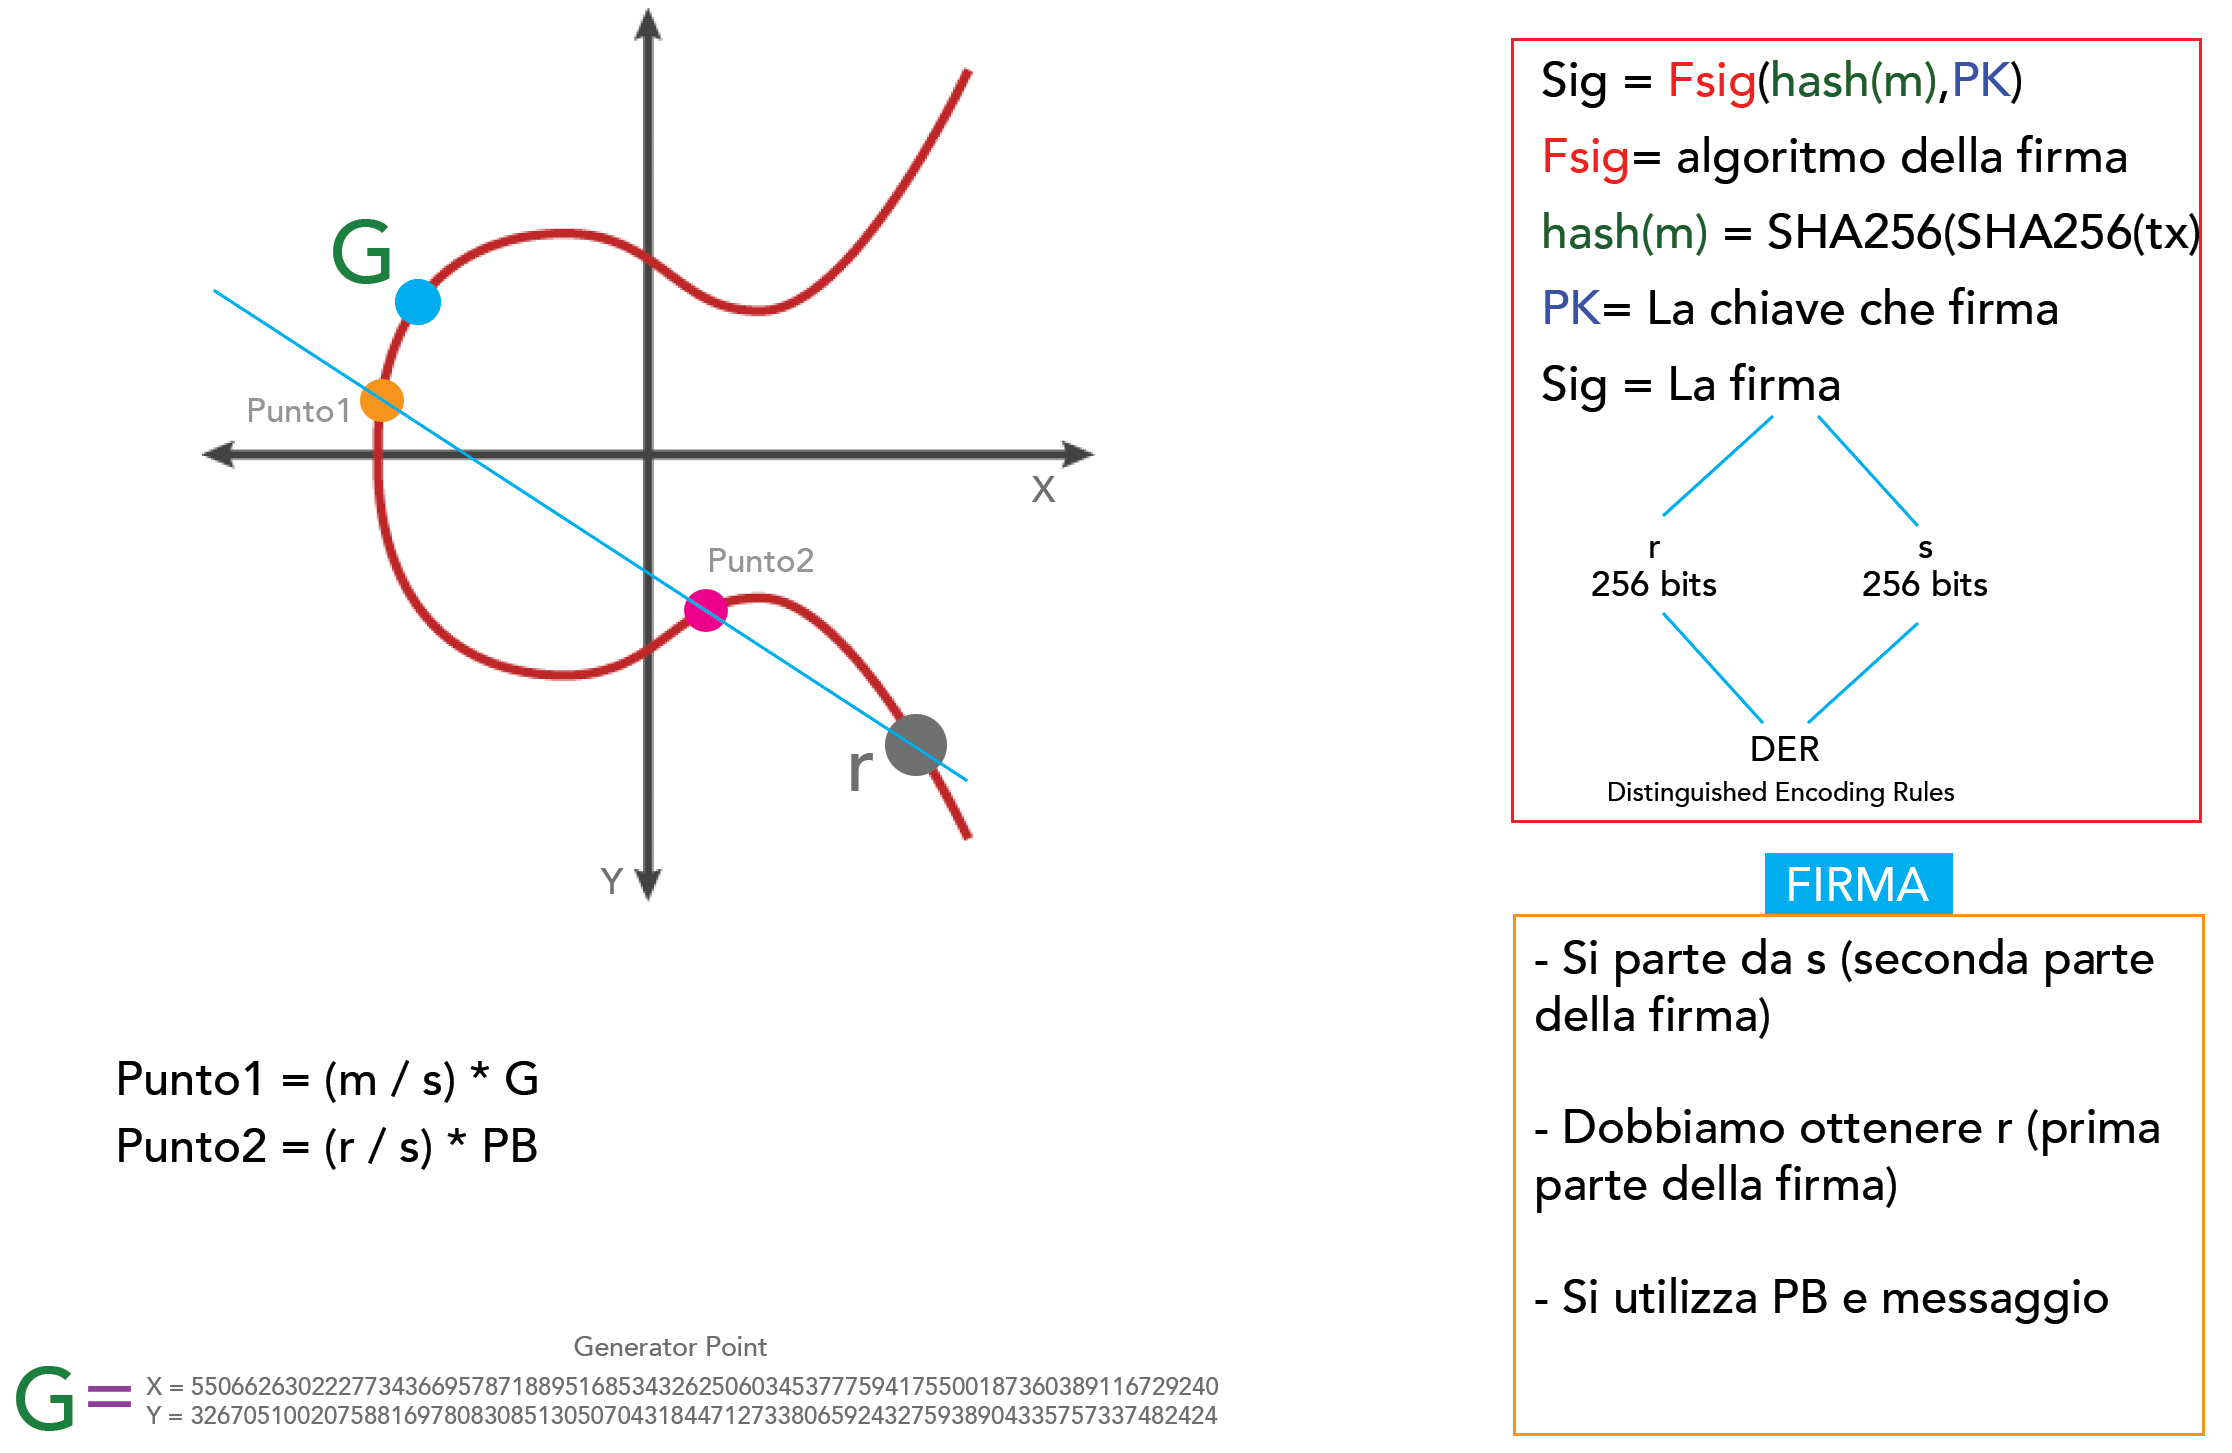 G
Punto1
X
Punto2
r
Y
Punto1 = (m / s) * G
Punto2 = (r / s) * PB
Generator Point
G=
X = 55066263022277343669578718895168534326250603453777594175500187360389116729240
Y = 32670510020758816978083085130507043184471273380659243275938904335757337482424
Sig = Fsig(hash(m),PK)
Fsig= algoritmo della firma
hash(m) = SHA256(SHA256(tx)
PK= La chiave che firma
Sig = La firma
r
256 bits
s
256 bits
DER
Distinguished Encoding Rules
FIRMA
- Si parte da s (seconda parte
della firma)
- Dobbiamo ottenere r (prima
parte della firma)
- Si utilizza PB e messaggio